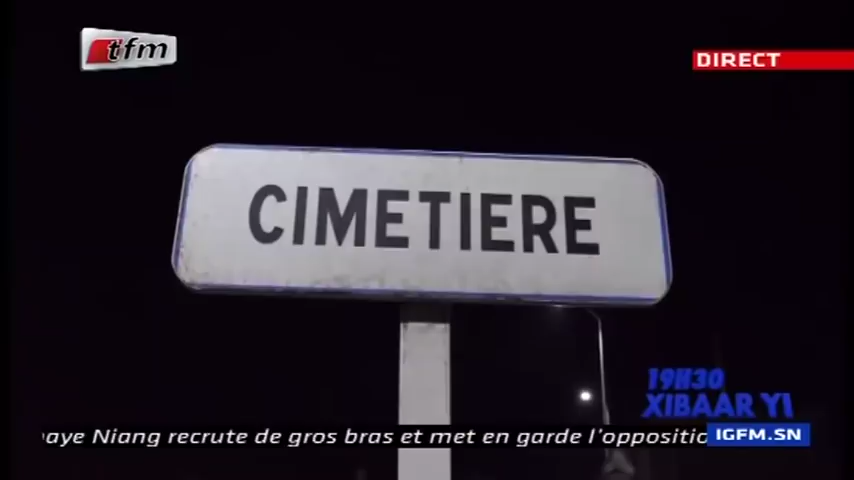 tfm
DIRECT
CIMETIERE
19H30
XIBAAR YI
aye Niang recrute de gros bras et met en garde l'oppositio
IGFM.SN